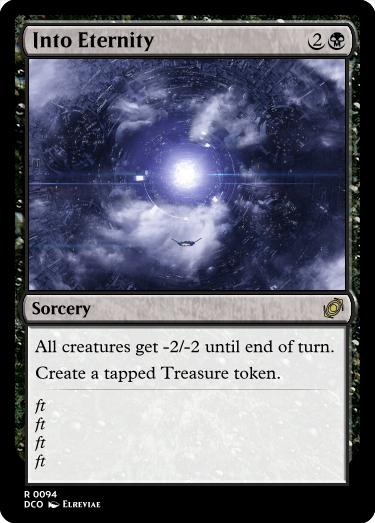 Into Eternity 2
Sorcery
All creatures get -2/-2 until end of turn.
Create a tapped Treasure token.
ft
ft
ft
ft
R 0094
DCO Elreviae